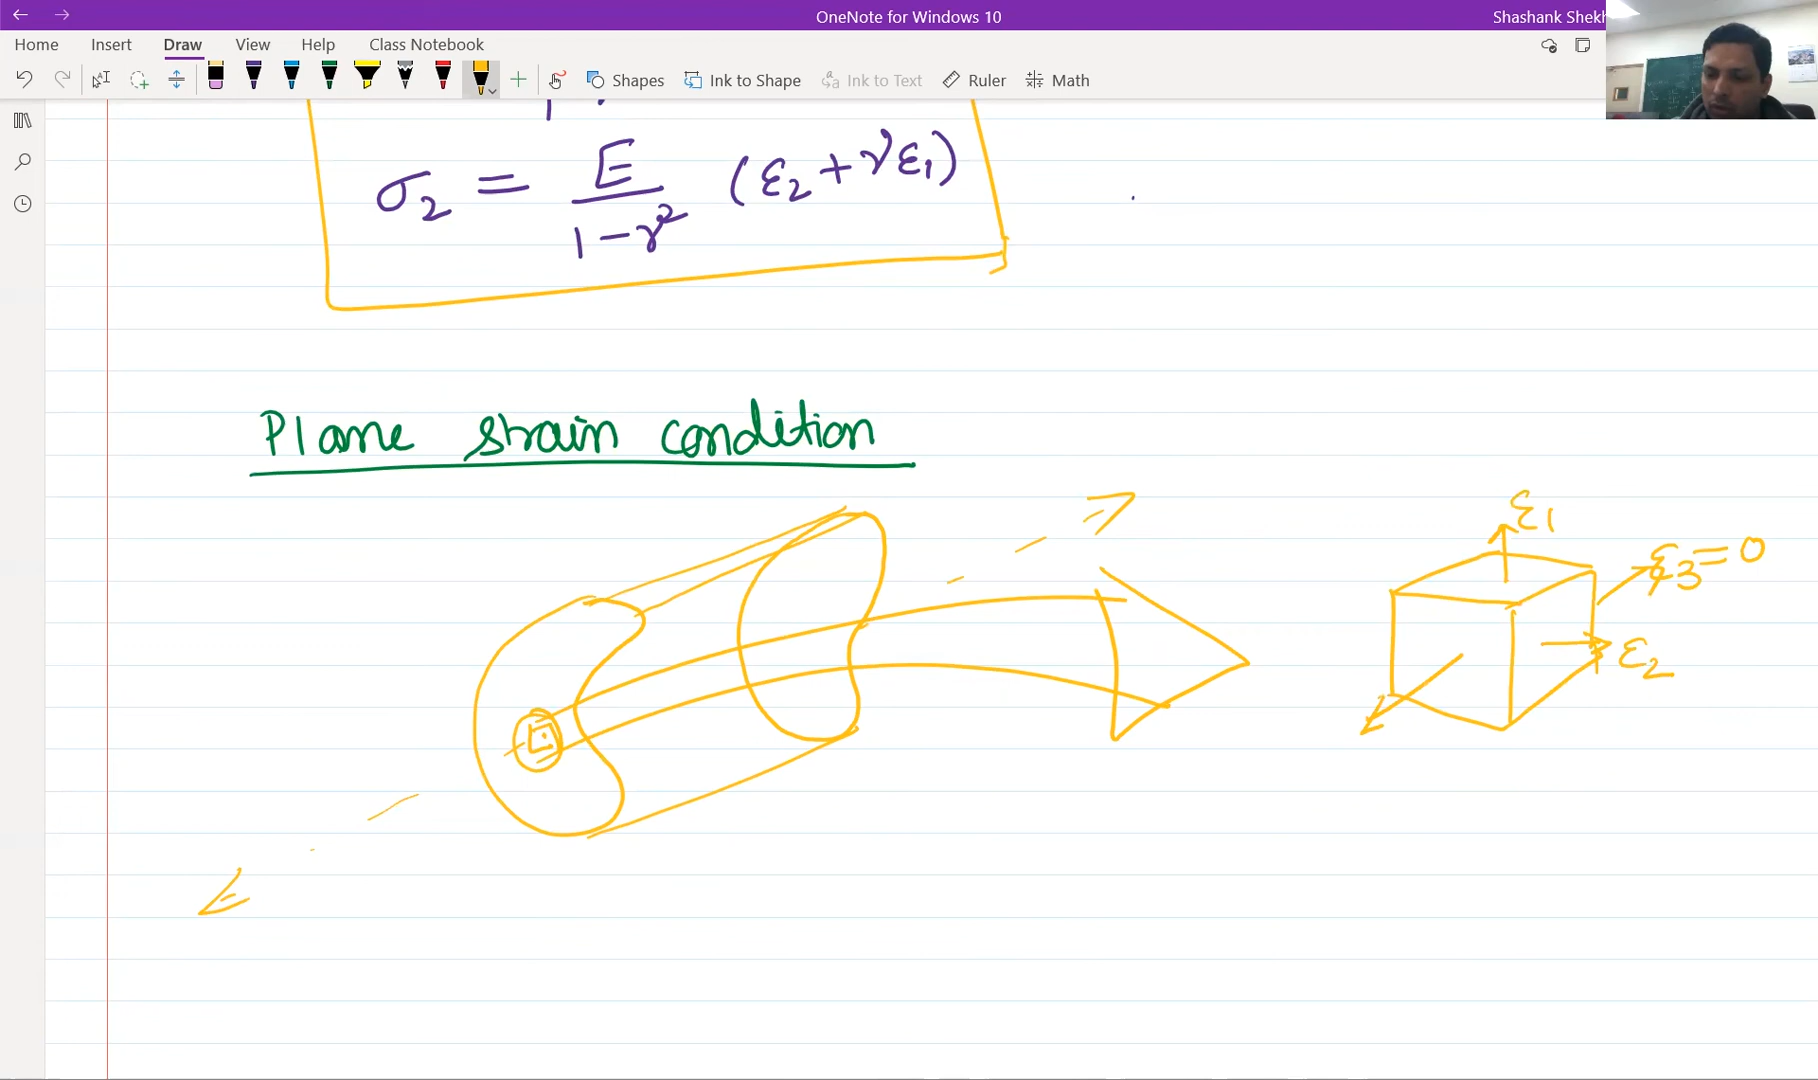 OneNote for Windows 10
Shashank Shekh
Home Insert Draw View Help Class Notebook
Shapes Ink to Shape Ink to Text Ruler Math
σ2 = E / 1-ν² (ε2 + νε1)
Plane strain condition
ε1
ε3 = 0
ε2